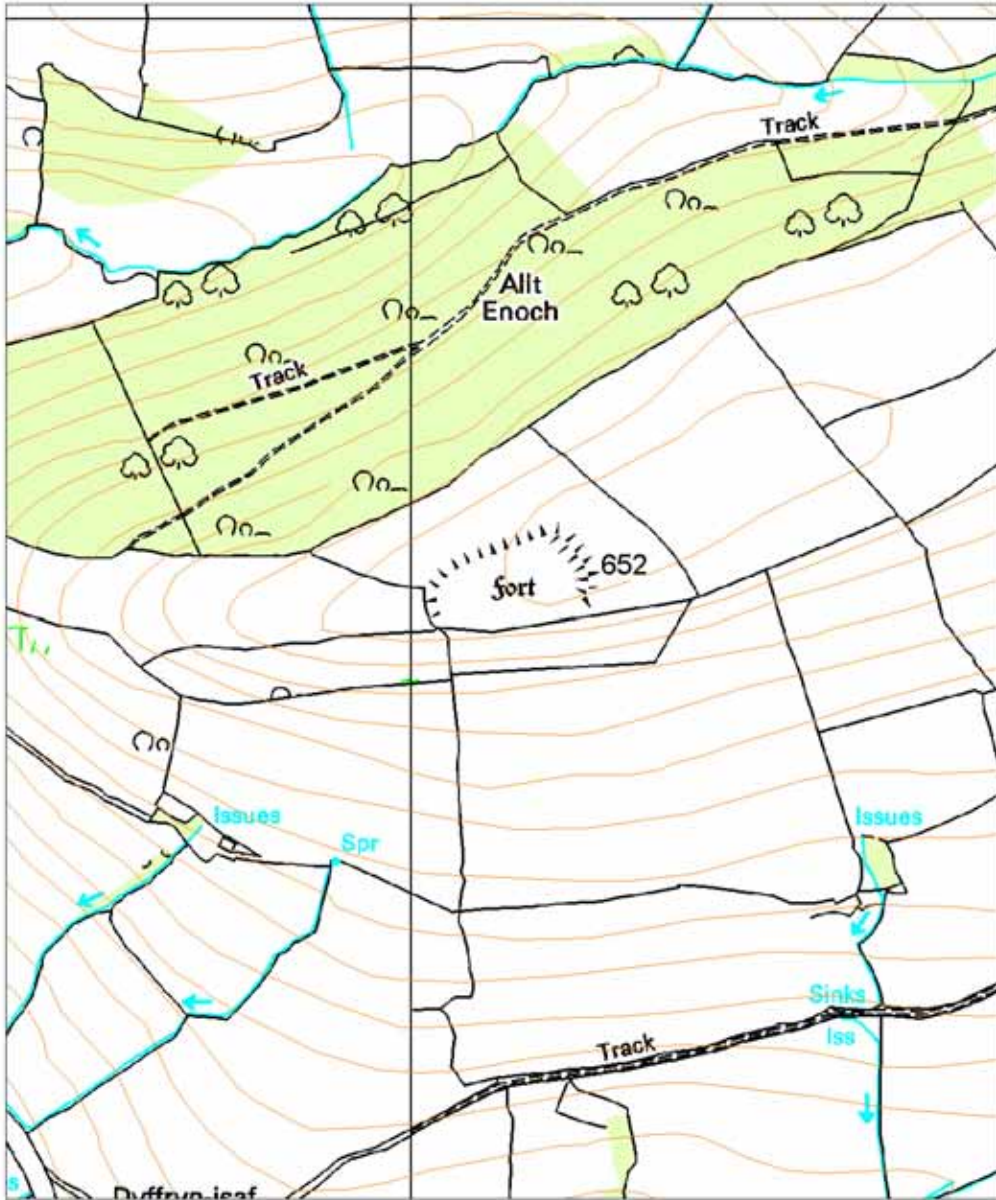 Track
Allt
Enoch
Track
652
fort
Issues
Spr
Issues
Sinks
Iss
Track
Dyffryn-isaf
s